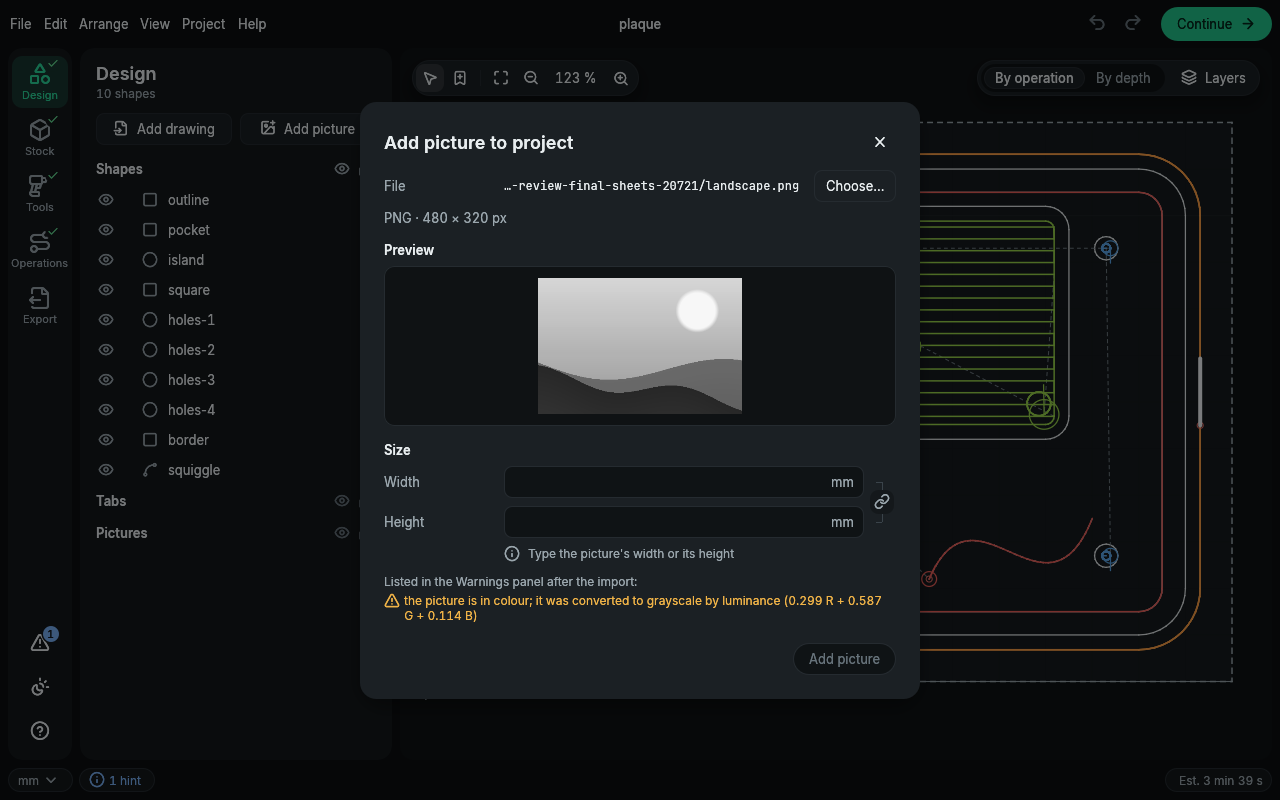 File Edit Arrange View Project Help
plaque
Continue
Design
Stock
Tools
Operations
Export
1
Design
10 shapes
Add drawing
Add picture
Shapes
outline
pocket
island
square
holes-1
holes-2
holes-3
holes-4
border
squiggle
Tabs
Pictures
123 %
By operation By depth
Layers
Add picture to project
File …-review-final-sheets-20721/landscape.png Choose...
PNG · 480 × 320 px
Preview
Size
Width mm
Height mm
Type the picture's width or its height
Listed in the Warnings panel after the import:
the picture is in colour; it was converted to grayscale by luminance (0.299 R + 0.587
G + 0.114 B)
Add picture
mm
1 hint
Est. 3 min 39 s